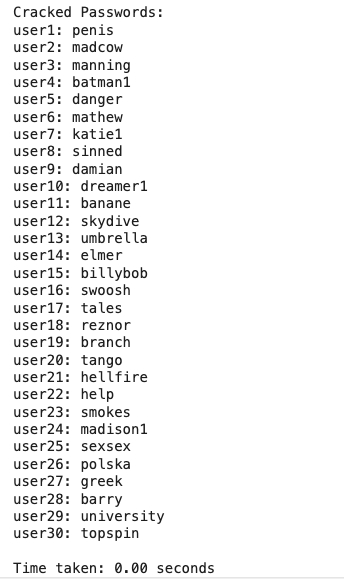 Cracked Passwords:
user1: penis
user2: madcow
user3: manning
user4: batman1
user5: danger
user6: mathew
user7: katie1
user8: sinned
user9: damian
user10: dreamer1
user11: banane
user12: skydive
user13: umbrella
user14: elmer
user15: billybob
user16: swoosh
user17: tales
user18: reznor
user19: branch
user20: tango
user21: hellfire
user22: help
user23: smokes
user24: madison1
user25: sexsex
user26: polska
user27: greek
user28: barry
user29: university
user30: topspin
Time taken: 0.00 seconds